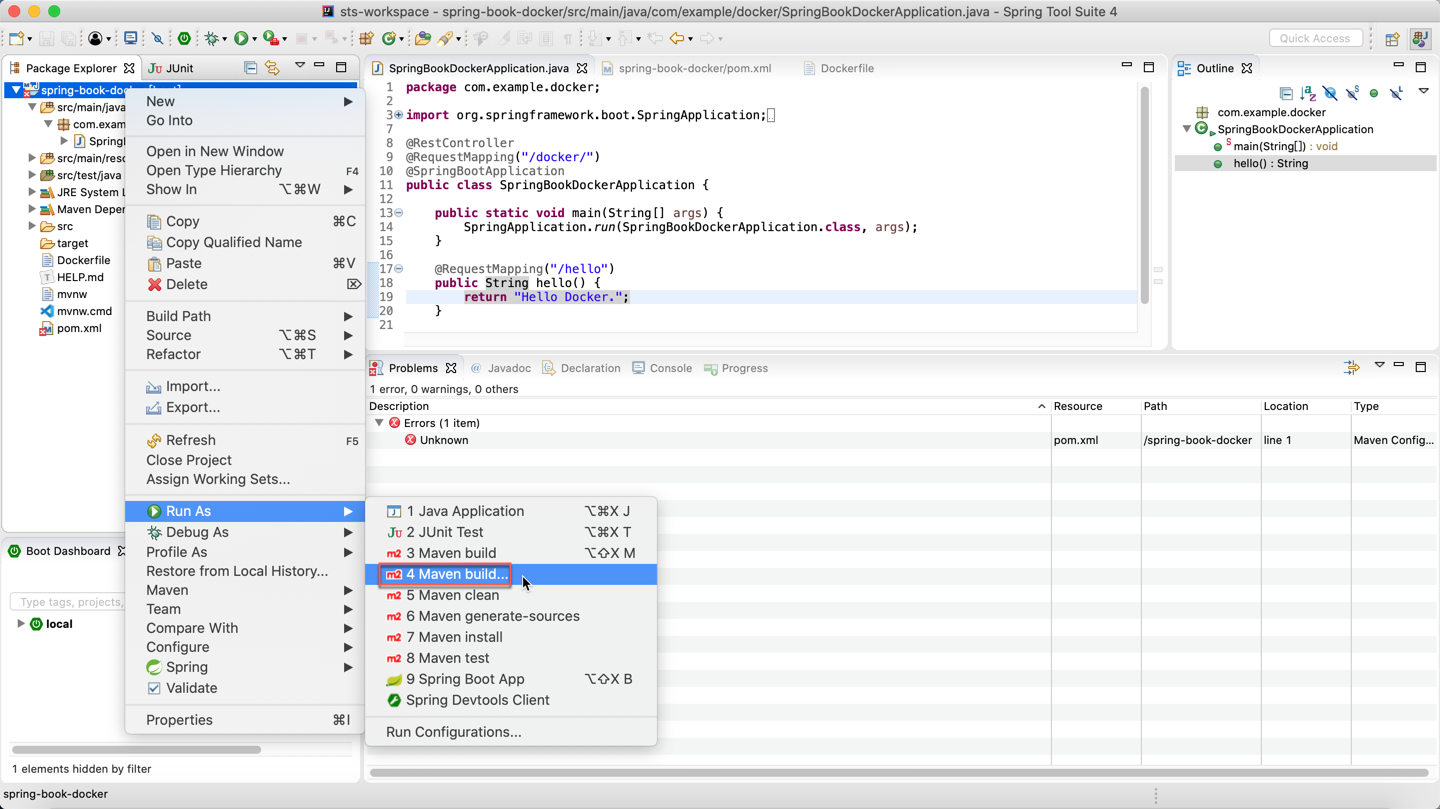 sts-workspace - spring-book-docker/src/main/java/com/example/docker/SpringBookDockerApplication.java - Spring Tool Suite 4
Quick Access
Package Explorer
JUnit
spring-book-doc
src/main/java
com.exam
Spring
src/main/reso
src/test/java
JRE System L
Maven Deper
src
target
Dockerfile
HELP.md
mvnw
mvnw.cmd
pom.xml
New
Go Into
Open in New Window
Open Type Hierarchy F4
Show In ⌥⌘W
Copy ⌘C
Copy Qualified Name
Paste ⌘V
Delete ⌦
Build Path
Source ⌥⌘S
Refactor ⌥⌘T
Import...
Export...
Refresh F5
Close Project
Assign Working Sets...
Run As
Debug As
Profile As
Restore from Local History...
Maven
Team
Compare With
Configure
Spring
Validate
Properties ⌘I
1 Java Application ⌥⌘X J
2 JUnit Test ⌥⌘X T
3 Maven build ⌥⇧X M
4 Maven build...
5 Maven clean
6 Maven generate-sources
7 Maven install
8 Maven test
9 Spring Boot App ⌥⇧X B
Spring Devtools Client
Run Configurations...
SpringBookDockerApplication.java
spring-book-docker/pom.xml
Dockerfile
1 package com.example.docker;
2
3 import org.springframework.boot.SpringApplication;
7
8 @RestController
9 @RequestMapping("/docker/")
10 @SpringBootApplication
11 public class SpringBookDockerApplication {
12
13 public static void main(String[] args) {
14 SpringApplication.run(SpringBookDockerApplication.class, args);
15 }
16
17 @RequestMapping("/hello")
18 public String hello() {
19 return "Hello Docker.";
20 }
21
Outline
com.example.docker
SpringBookDockerApplication
main(String[]) : void
hello() : String
Problems
Javadoc
Declaration
Console
Progress
1 error, 0 warnings, 0 others
Description Resource Path Location Type
Errors (1 item)
Unknown pom.xml /spring-book-docker line 1 Maven Config...
Boot Dashboard
Type tags, projects,
local
1 elements hidden by filter
spring-book-docker